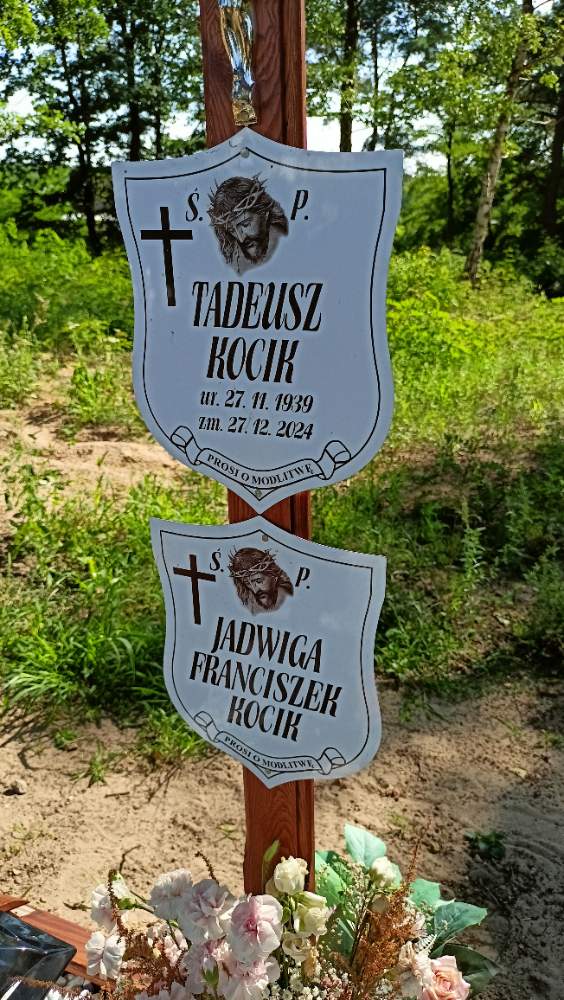 Ś. P.
TADEUSZ
KOCIK
ur. 27. 11. 1939
zm. 27. 12. 2024
PROSI O MODLITWĘ
Ś. P.
JADWIGA
FRANCISZEK
KOCIK
PROSI O MODLITWĘ